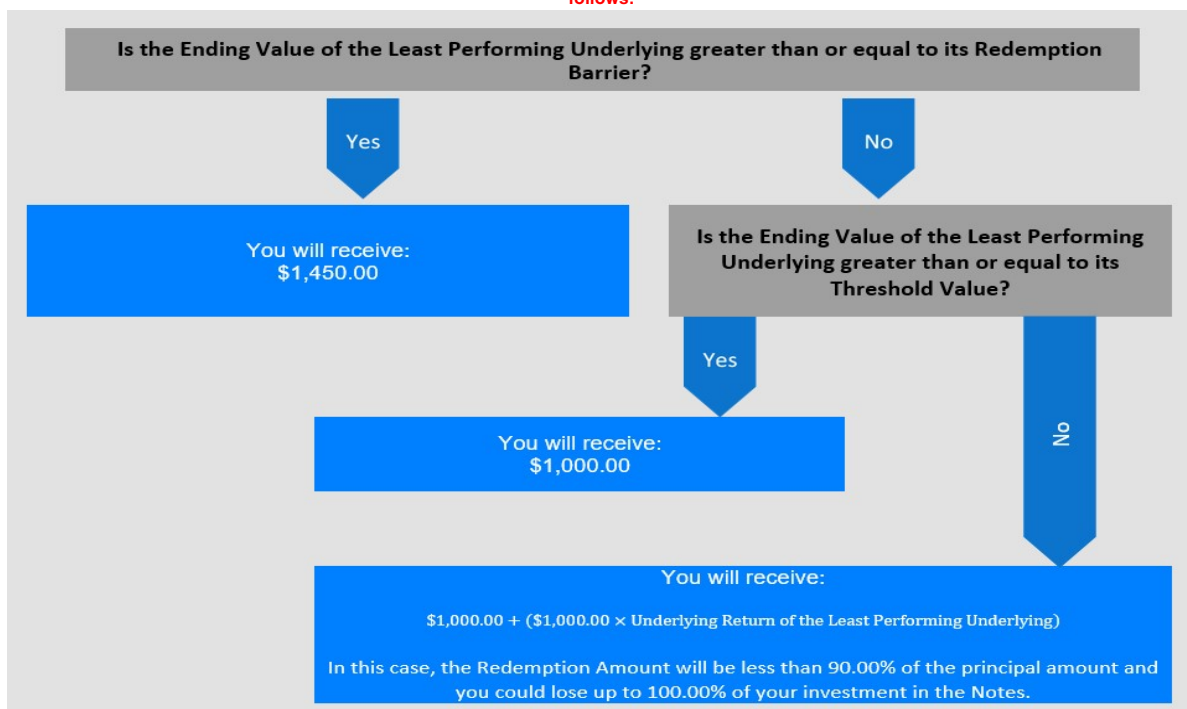 follows:
Is the Ending Value of the Least Performing Underlying greater than or equal to its Redemption
Barrier?
Yes
No
You will receive:
$1,450.00
Is the Ending Value of the Least Performing
Underlying greater than or equal to its
Threshold Value?
Yes
No
You will receive:
$1,000.00
You will receive:
$1,000.00 + ($1,000.00 × Underlying Return of the Least Performing Underlying)
In this case, the Redemption Amount will be less than 90.00% of the principal amount and
you could lose up to 100.00% of your investment in the Notes.